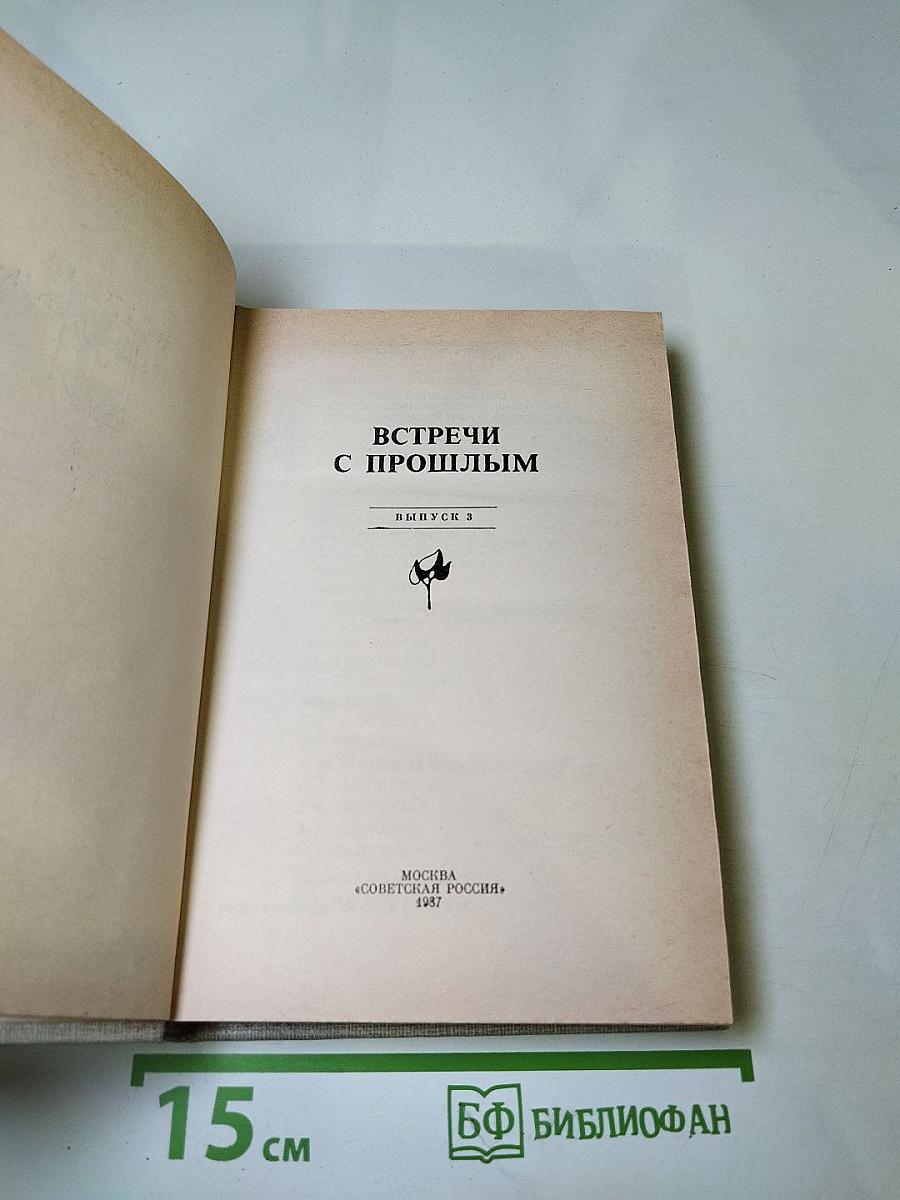 ВСТРЕЧИ
С ПРОШЛЫМ
ВЫПУСК 3
МОСКВА
«СОВЕТСКАЯ РОССИЯ»
1987
15 см
БФ БИБЛИОФАН